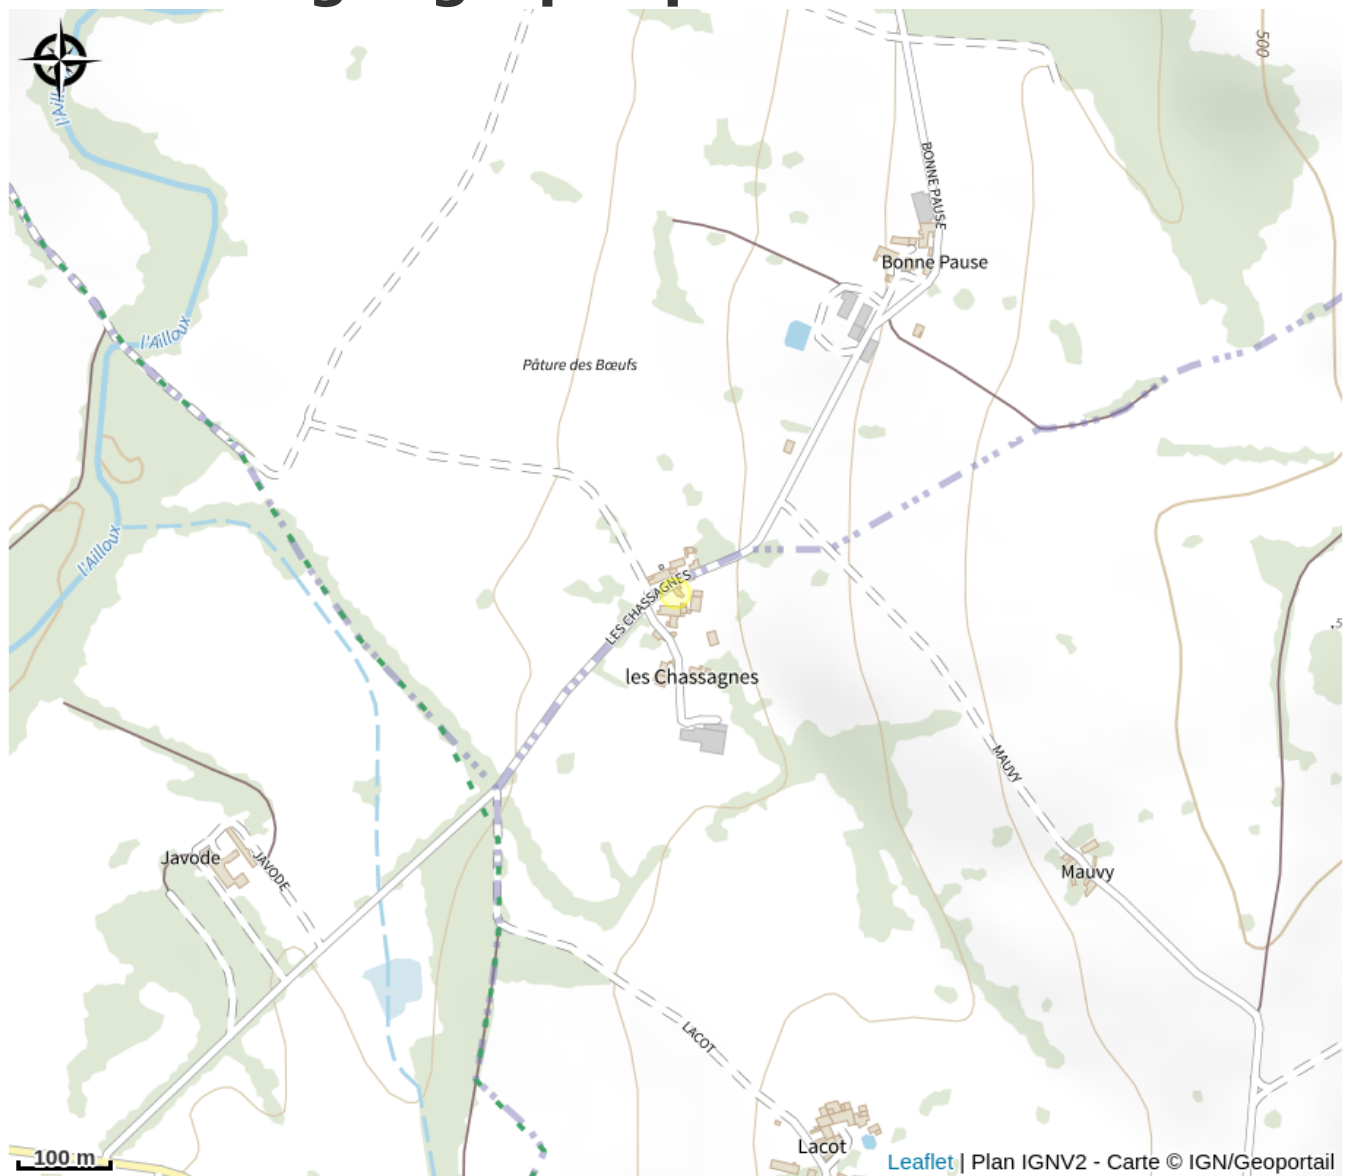 500
l'Aill
BONNE PAUSE
Bonne Pause
l'Ailloux
Pâture des Bœufs
l'Ailloux
LES CHASSAGNES
les Chassagnes
MAUVY
Javode
JAVODE
Mauvy
LACOT
Lacot
100 m
Leaflet | Plan IGNV2 - Carte © IGN/Geoportail